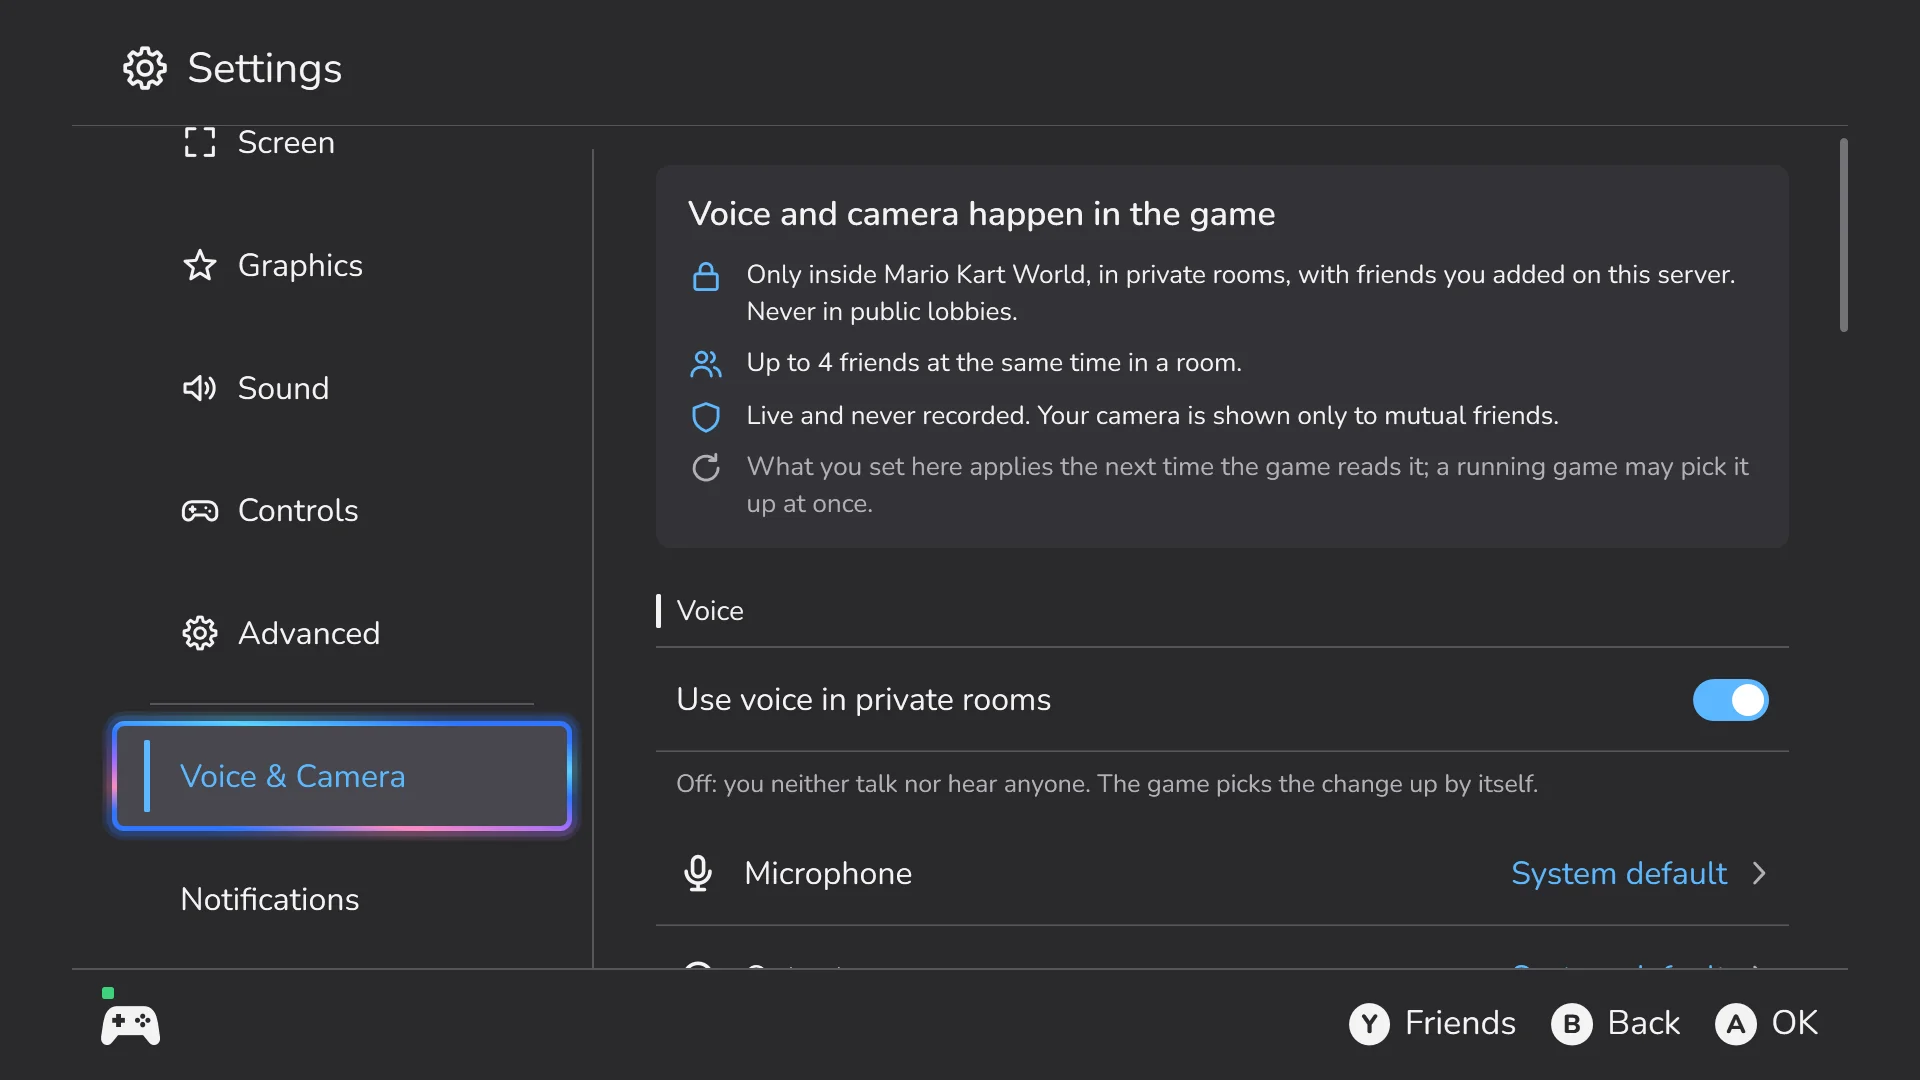 Settings
Screen
Graphics
Sound
Controls
Advanced
Voice & Camera
Notifications
Voice and camera happen in the game
Only inside Mario Kart World, in private rooms, with friends you added on this server.
Never in public lobbies.
Up to 4 friends at the same time in a room.
Live and never recorded. Your camera is shown only to mutual friends.
What you set here applies the next time the game reads it; a running game may pick it
up at once.
Voice
Use voice in private rooms
Off: you neither talk nor hear anyone. The game picks the change up by itself.
Microphone
System default
Y Friends
B Back
A OK